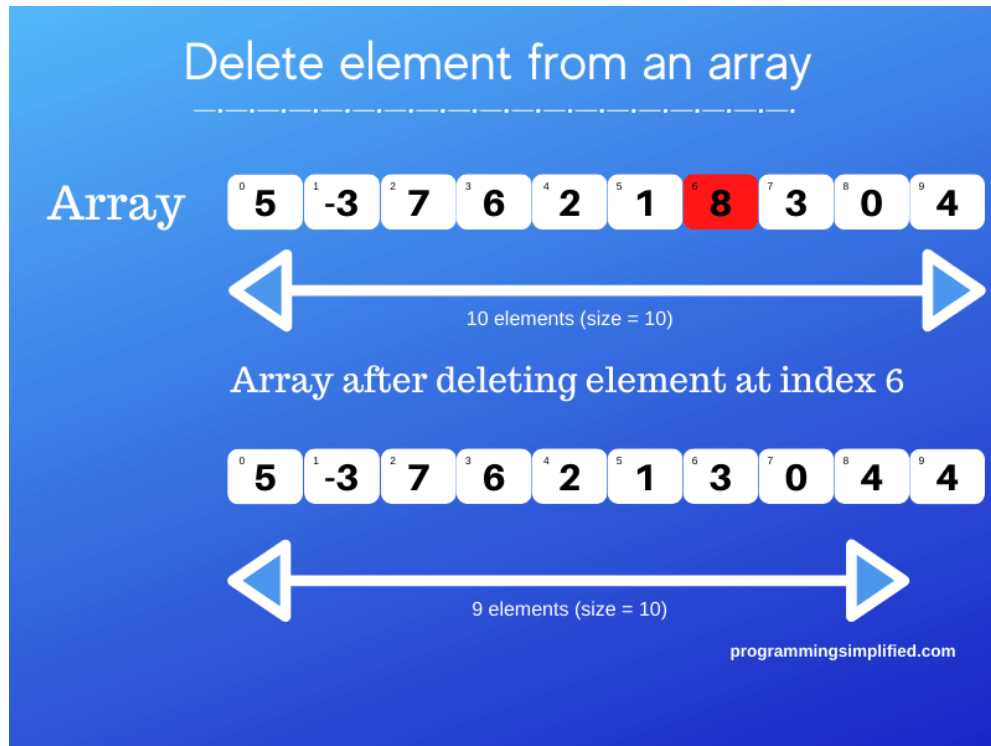 Delete element from an array
Array
0 5 1 -3 2 7 3 6 4 2 5 1 6 8 7 3 8 0 9 4
10 elements (size = 10)
Array after deleting element at index 6
0 5 1 -3 2 7 3 6 4 2 5 1 6 3 7 0 8 4 9 4
9 elements (size = 10)
programmingsimplified.com